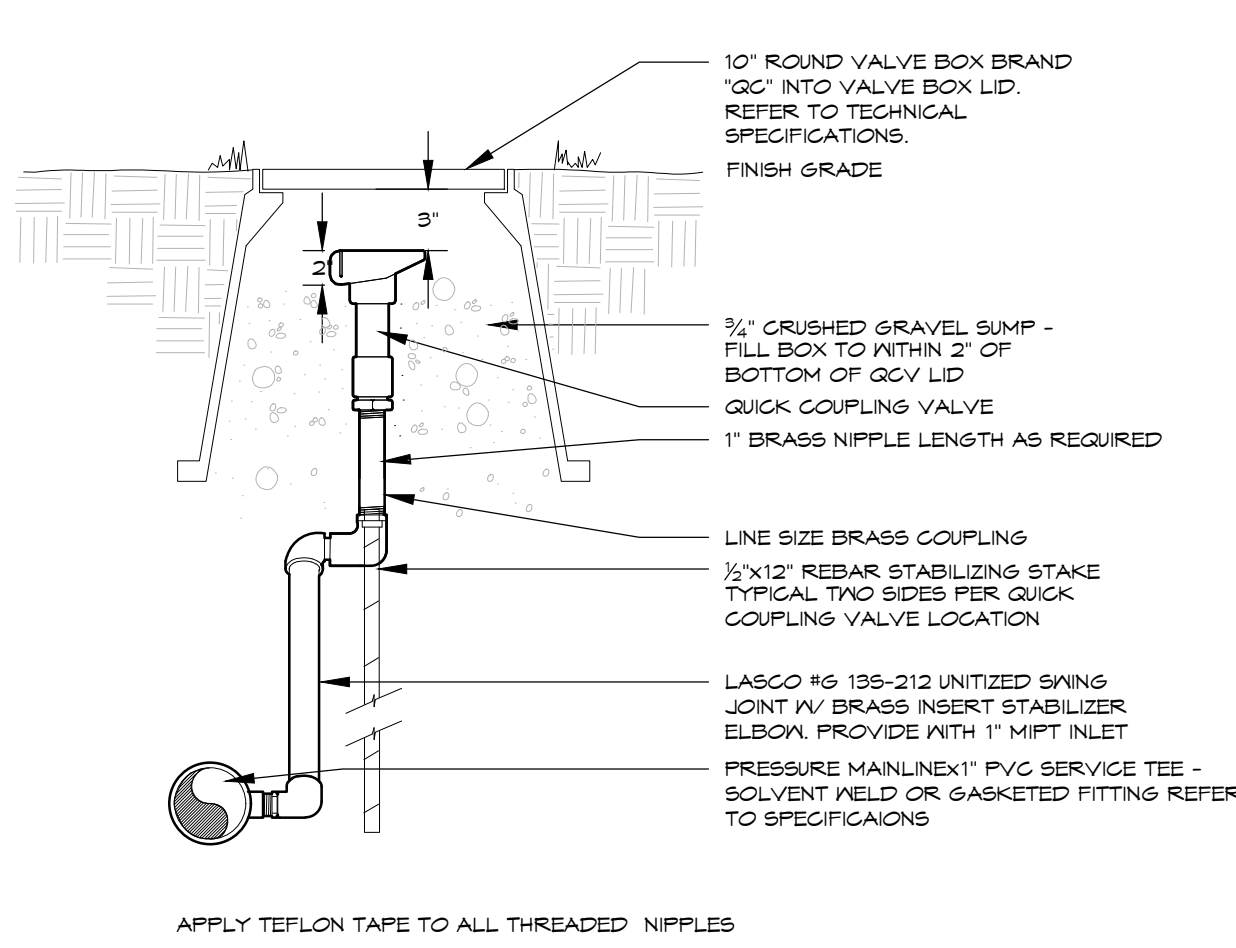 10" ROUND VALVE BOX BRAND
"QC" INTO VALVE BOX LID.
REFER TO TECHNICAL
SPECIFICATIONS.
FINISH GRADE
3"
2"
3/4" CRUSHED GRAVEL SUMP -
FILL BOX TO WITHIN 2" OF
BOTTOM OF QCV LID
QUICK COUPLING VALVE
1" BRASS NIPPLE LENGTH AS REQUIRED
LINE SIZE BRASS COUPLING
1/2"x12" REBAR STABILIZING STAKE
TYPICAL TWO SIDES PER QUICK
COUPLING VALVE LOCATION
LASCO #G 13S-212 UNITIZED SWING
JOINT W/ BRASS INSERT STABILIZER
ELBOW. PROVIDE WITH 1" MIPT INLET
PRESSURE MAINLINEx1" PVC SERVICE TEE -
SOLVENT WELD OR GASKETED FITTING REFER
TO SPECIFICAIONS
APPLY TEFLON TAPE TO ALL THREADED NIPPLES